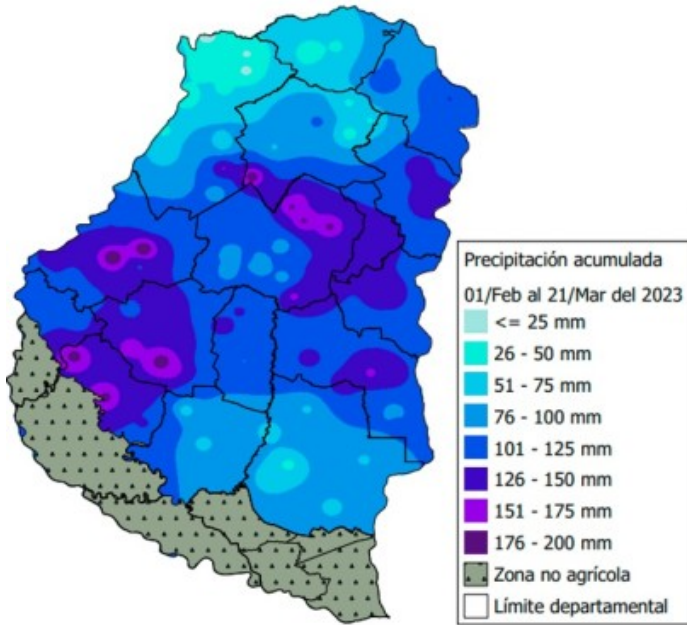 Precipitación acumulada
01/Feb al 21/Mar del 2023
<= 25 mm
26 - 50 mm
51 - 75 mm
76 - 100 mm
101 - 125 mm
126 - 150 mm
151 - 175 mm
176 - 200 mm
Zona no agrícola
Límite departamental